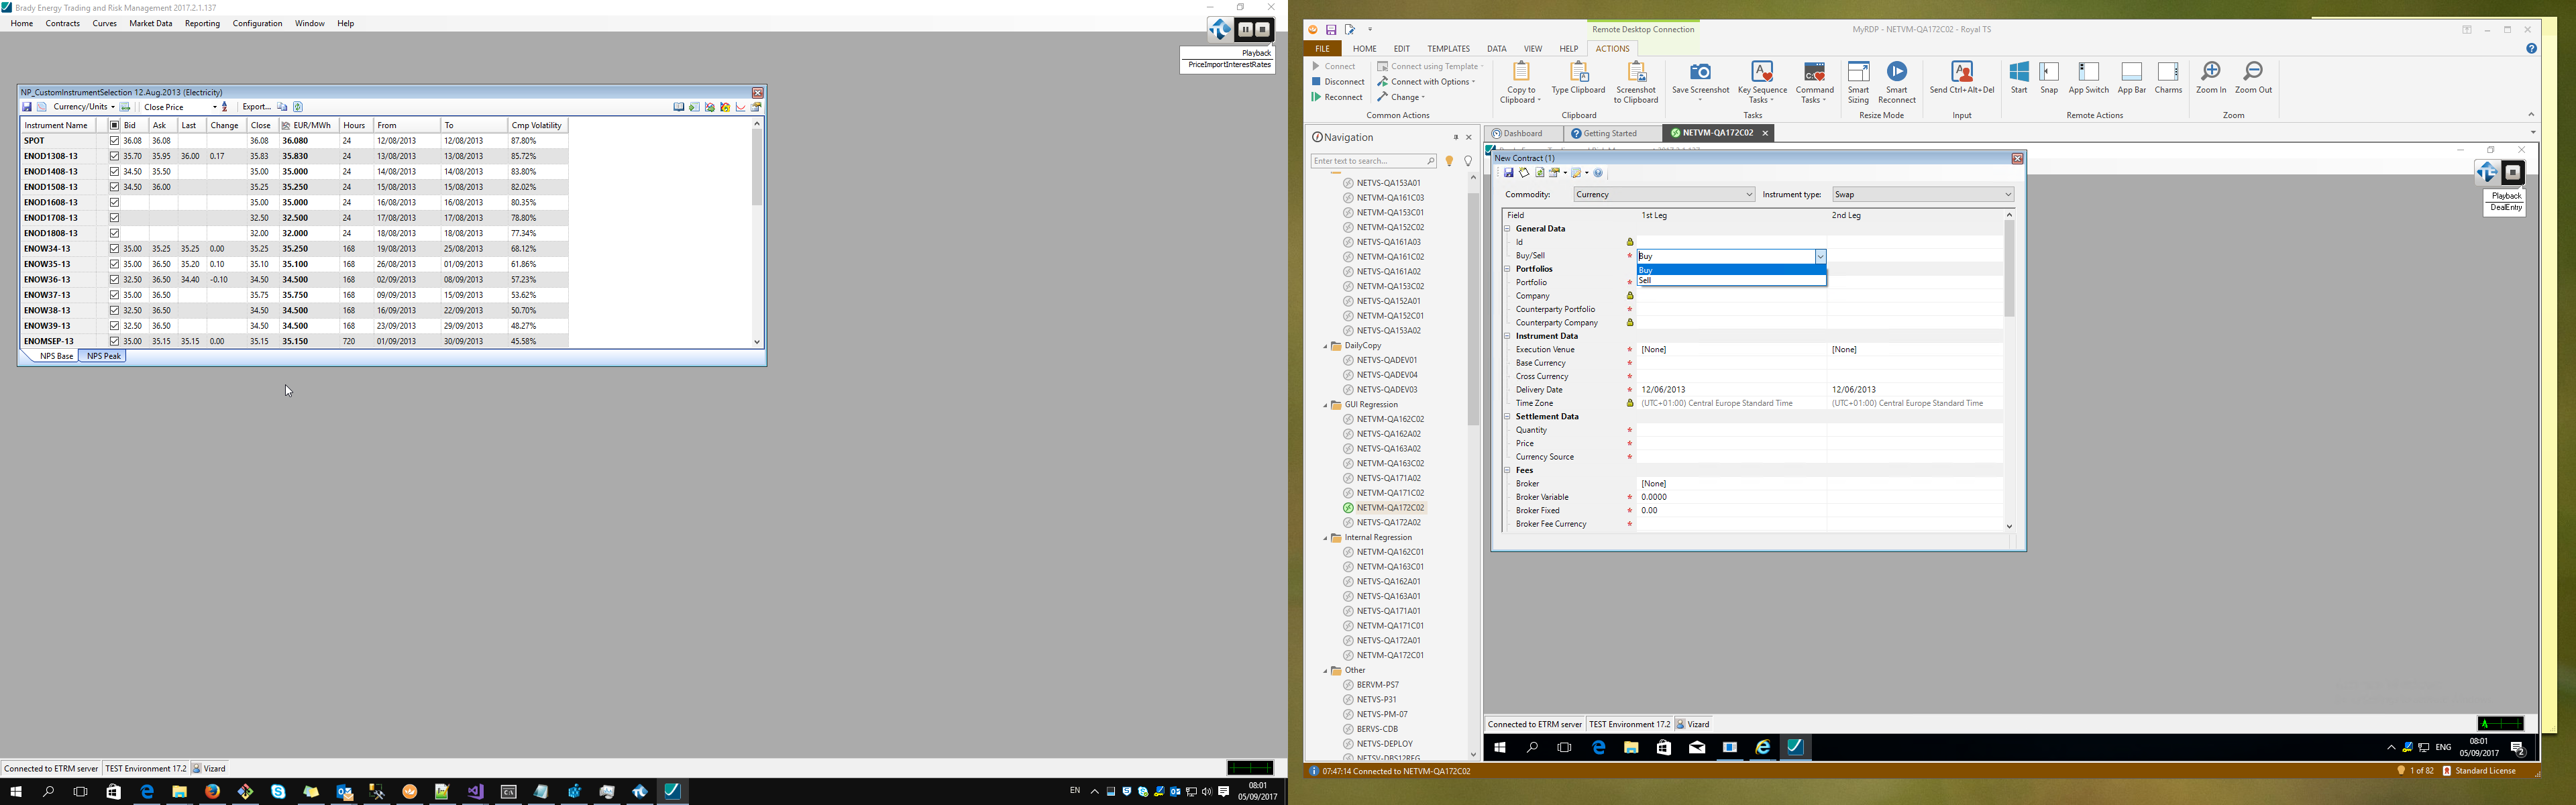 Brady Energy Trading and Risk Management 2017.2.1.137
Home Contracts Curves Market Data Reporting Configuration Window Help
Playback
PriceImportInterestRates
NP_CustomInstrumentSelection 12.Aug.2013 (Electricity)
Currency/Units Close Price Export...
Instrument Name Bid Ask Last Change Close EUR/MWh Hours From To Cmp Volatility
SPOT 36.08 36.08 36.08 36.080 24 12/08/2013 12/08/2013 87.80%
ENOD1308-13 35.70 35.95 36.00 0.17 35.83 35.830 24 13/08/2013 13/08/2013 85.72%
ENOD1408-13 34.50 35.50 35.00 35.000 24 14/08/2013 14/08/2013 83.80%
ENOD1508-13 34.50 36.00 35.25 35.250 24 15/08/2013 15/08/2013 82.02%
ENOD1608-13 35.00 35.000 24 16/08/2013 16/08/2013 80.35%
ENOD1708-13 32.50 32.500 24 17/08/2013 17/08/2013 78.80%
ENOD1808-13 32.00 32.000 24 18/08/2013 18/08/2013 77.34%
ENOW34-13 35.00 35.25 35.25 0.00 35.25 35.250 168 19/08/2013 25/08/2013 68.12%
ENOW35-13 35.00 36.50 35.20 0.10 35.10 35.100 168 26/08/2013 01/09/2013 61.86%
ENOW36-13 32.50 36.50 34.40 -0.10 34.50 34.500 168 02/09/2013 08/09/2013 57.23%
ENOW37-13 35.00 36.50 35.75 35.750 168 09/09/2013 15/09/2013 53.62%
ENOW38-13 32.50 36.50 34.50 34.500 168 16/09/2013 22/09/2013 50.70%
ENOW39-13 32.50 36.50 34.50 34.500 168 23/09/2013 29/09/2013 48.27%
ENOMSEP-13 35.00 35.15 35.15 0.00 35.15 35.150 720 01/09/2013 30/09/2013 45.58%
NPS Base NPS Peak
Connected to ETRM server TEST Environment 17.2 Vizard
EN 08:01
05/09/2017
Remote Desktop Connection
MyRDP - NETVM-QA172C02 - Royal TS
FILE HOME EDIT TEMPLATES DATA VIEW HELP ACTIONS
Connect
Disconnect
Reconnect
Connect using Template
Connect with Options
Change
Common Actions
Copy to Clipboard
Type Clipboard
Screenshot to Clipboard
Clipboard
Save Screenshot
Key Sequence Tasks
Command Tasks
Tasks
Smart Sizing
Smart Reconnect
Resize Mode
Send Ctrl+Alt+Del
Input
Start Snap App Switch App Bar Charms
Remote Actions
Zoom In Zoom Out
Zoom
Navigation
Enter text to search...
NETVS-QA153A01
NETVM-QA161C03
NETVM-QA153C01
NETVM-QA152C02
NETVS-QA161A03
NETVM-QA161C02
NETVS-QA161A02
NETVM-QA153C02
NETVS-QA152A01
NETVM-QA152C01
NETVS-QA153A02
DailyCopy
NETVS-QADEV01
NETVS-QADEV04
NETVS-QADEV03
GUI Regression
NETVM-QA162C02
NETVS-QA162A02
NETVS-QA163A02
NETVM-QA163C02
NETVS-QA171A02
NETVM-QA171C02
NETVM-QA172C02
NETVS-QA172A02
Internal Regression
NETVM-QA162C01
NETVM-QA163C01
NETVS-QA162A01
NETVS-QA163A01
NETVS-QA171A01
NETVM-QA171C01
NETVS-QA172A01
NETVM-QA172C01
Other
BERVM-PS7
NETVS-P31
NETVS-PM-07
BERVS-CDB
NETVS-DEPLOY
NETSV-DBS12REG
Dashboard Getting Started NETVM-QA172C02
New Contract (1)
Commodity: Currency Instrument type: Swap
Field 1st Leg 2nd Leg
General Data
Id
Buy/Sell * Buy
Buy
Sell
Portfolios
Portfolio *
Company
Counterparty Portfolio *
Counterparty Company
Instrument Data
Execution Venue * [None] [None]
Base Currency *
Cross Currency *
Delivery Date * 12/06/2013 12/06/2013
Time Zone (UTC+01:00) Central Europe Standard Time (UTC+01:00) Central Europe Standard Time
Settlement Data
Quantity *
Price *
Currency Source *
Fees
Broker [None]
Broker Variable * 0.0000
Broker Fixed * 0.00
Broker Fee Currency *
Playback
DealEntry
Connected to ETRM server TEST Environment 17.2 Vizard
ENG 08:01
05/09/2017
2
07:47:14 Connected to NETVM-QA172C02
1 of 82 Standard License